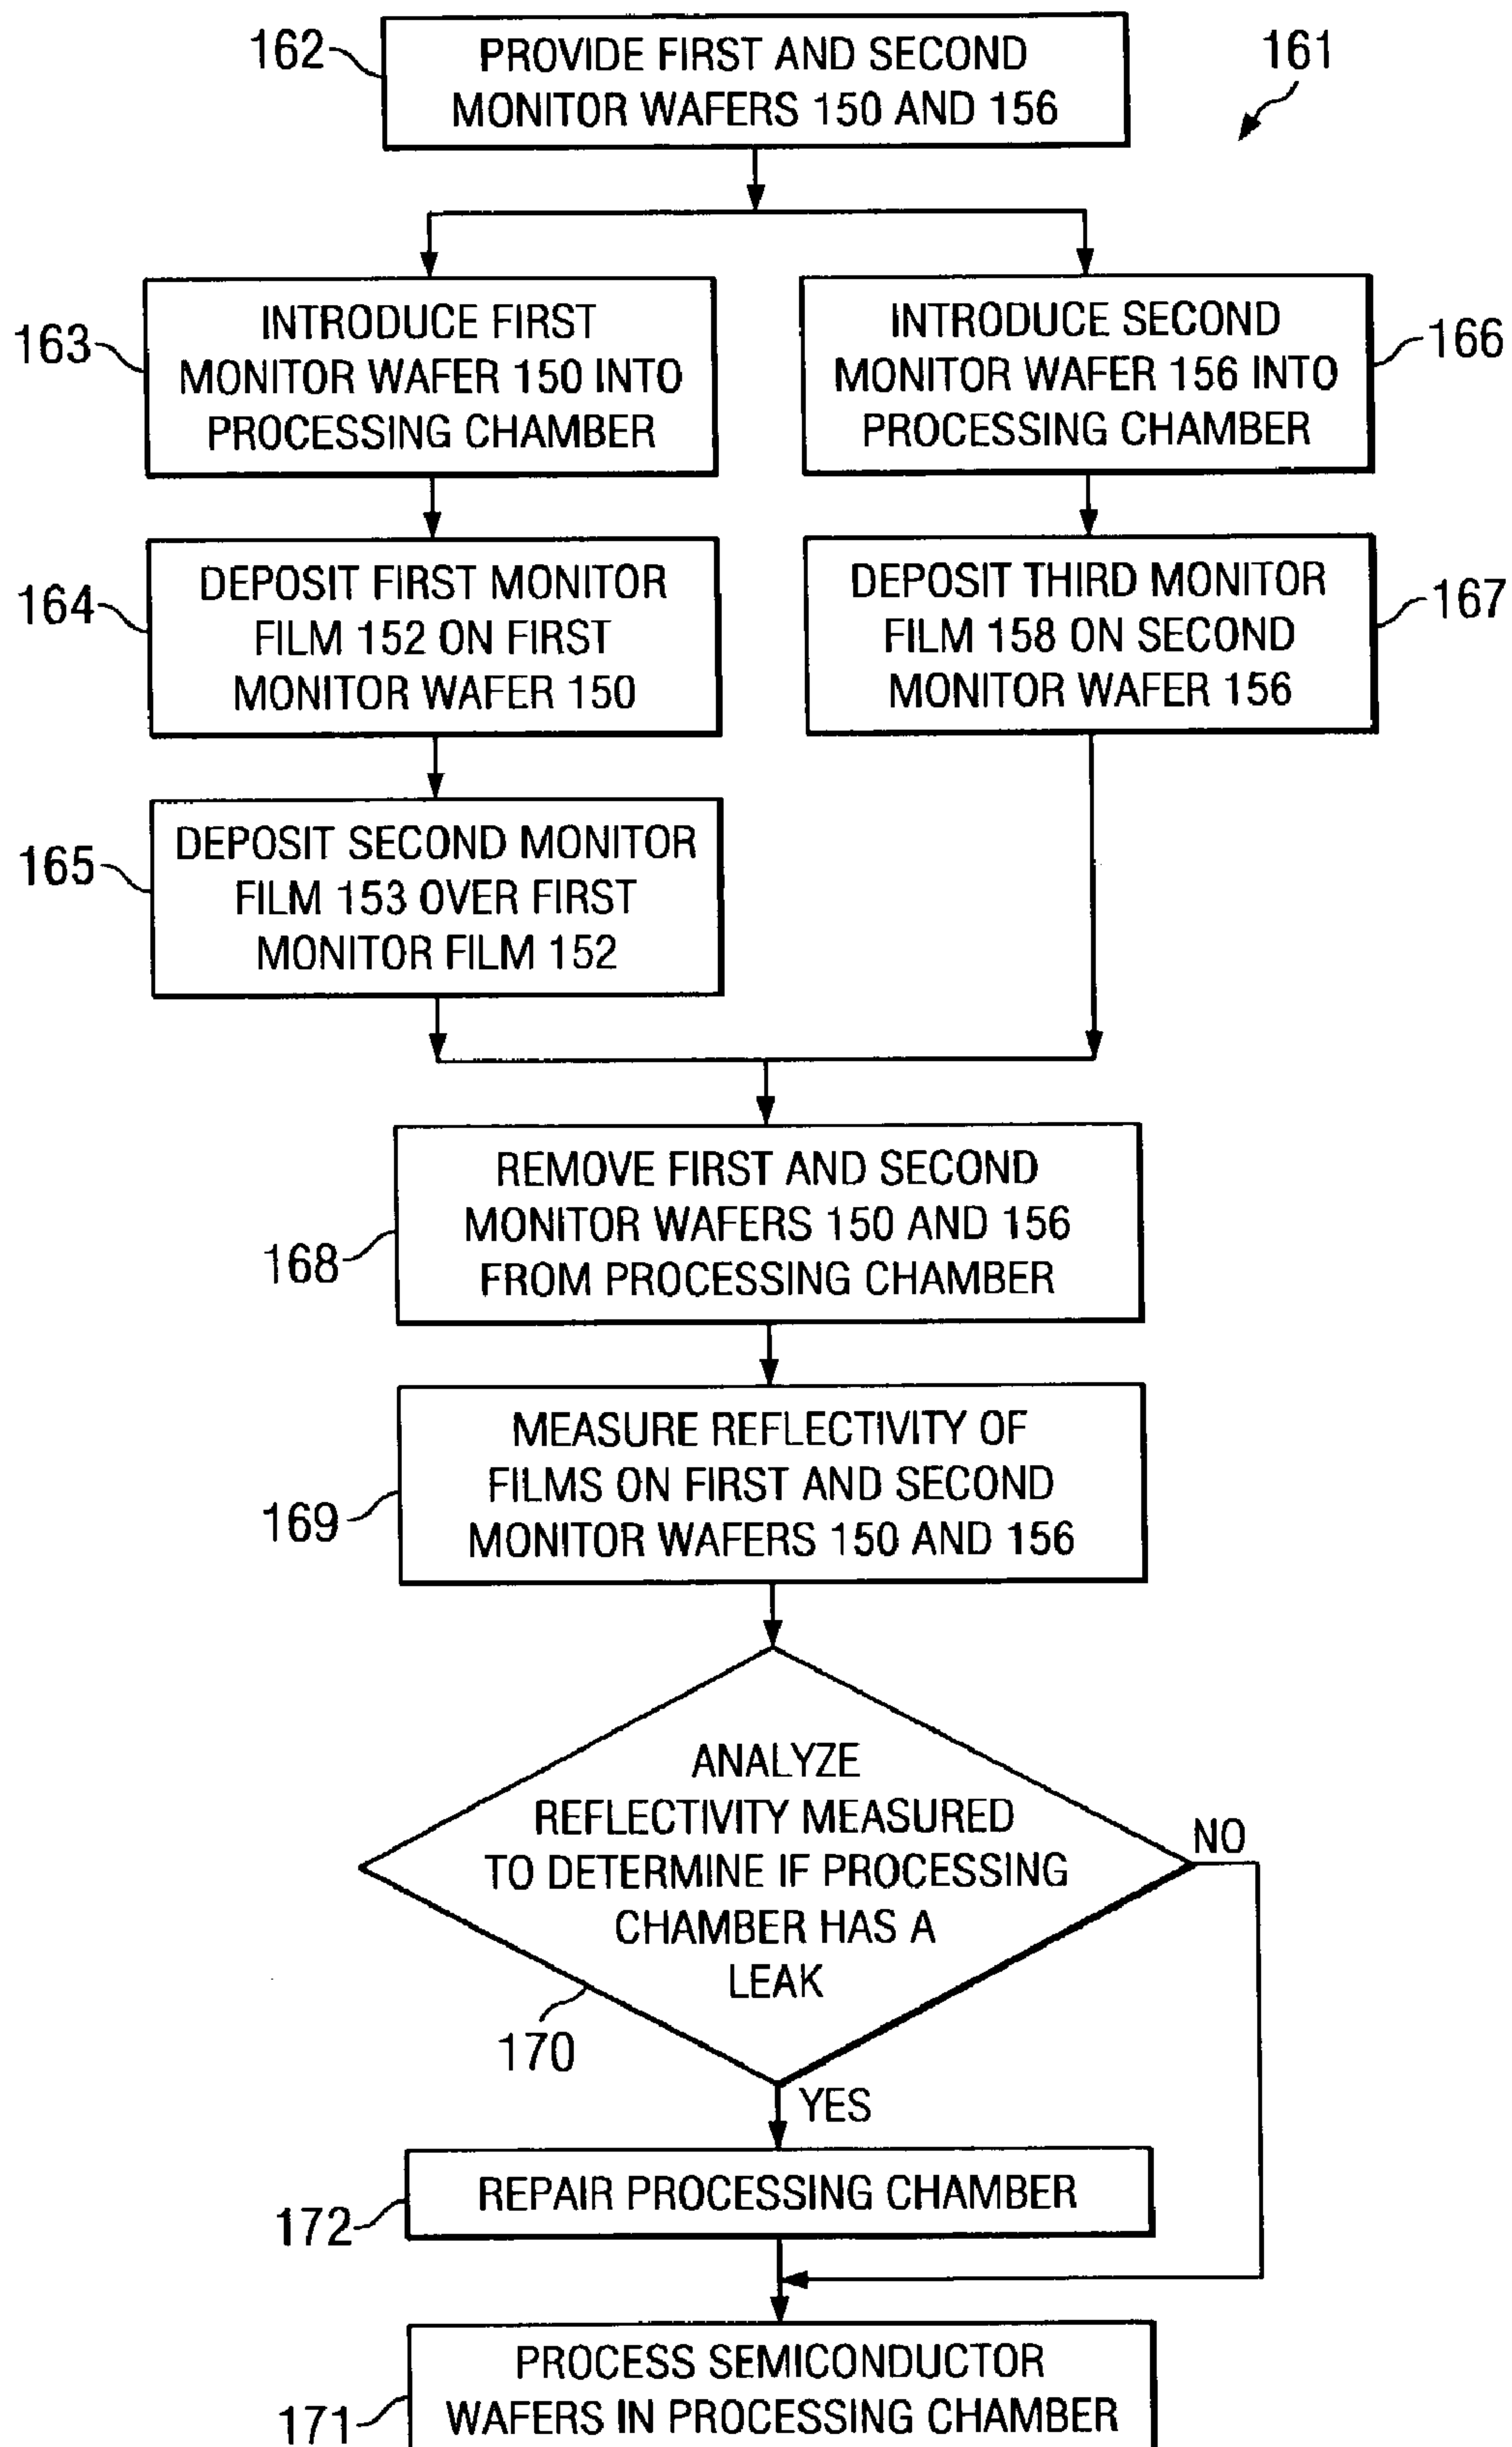 162
PROVIDE FIRST AND SECOND
MONITOR WAFERS 150 AND 156
161
163
INTRODUCE FIRST
MONITOR WAFER 150 INTO
PROCESSING CHAMBER
INTRODUCE SECOND
MONITOR WAFER 156 INTO
PROCESSING CHAMBER
166
164
DEPOSIT FIRST MONITOR
FILM 152 ON FIRST
MONITOR WAFER 150
DEPOSIT THIRD MONITOR
FILM 158 ON SECOND
MONITOR WAFER 156
167
165
DEPOSIT SECOND MONITOR
FILM 153 OVER FIRST
MONITOR FILM 152
168
REMOVE FIRST AND SECOND
MONITOR WAFERS 150 AND 156
FROM PROCESSING CHAMBER
169
MEASURE REFLECTIVITY OF
FILMS ON FIRST AND SECOND
MONITOR WAFERS 150 AND 156
ANALYZE
REFLECTIVITY MEASURED
TO DETERMINE IF PROCESSING
CHAMBER HAS A
LEAK
NO
170
YES
172
REPAIR PROCESSING CHAMBER
171
PROCESS SEMICONDUCTOR
WAFERS IN PROCESSING CHAMBER